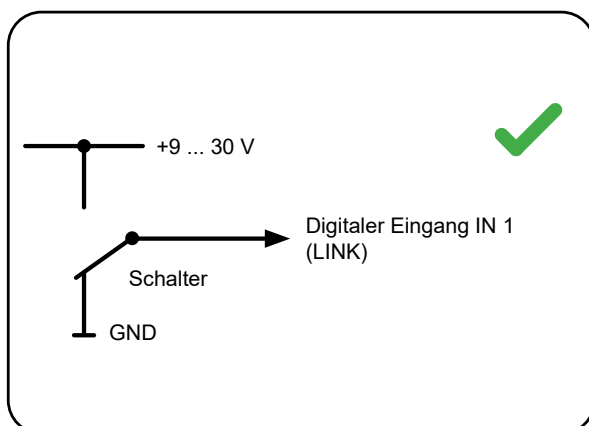 +9 ... 30 V
Digitaler Eingang IN 1
(LINK)
Schalter
GND